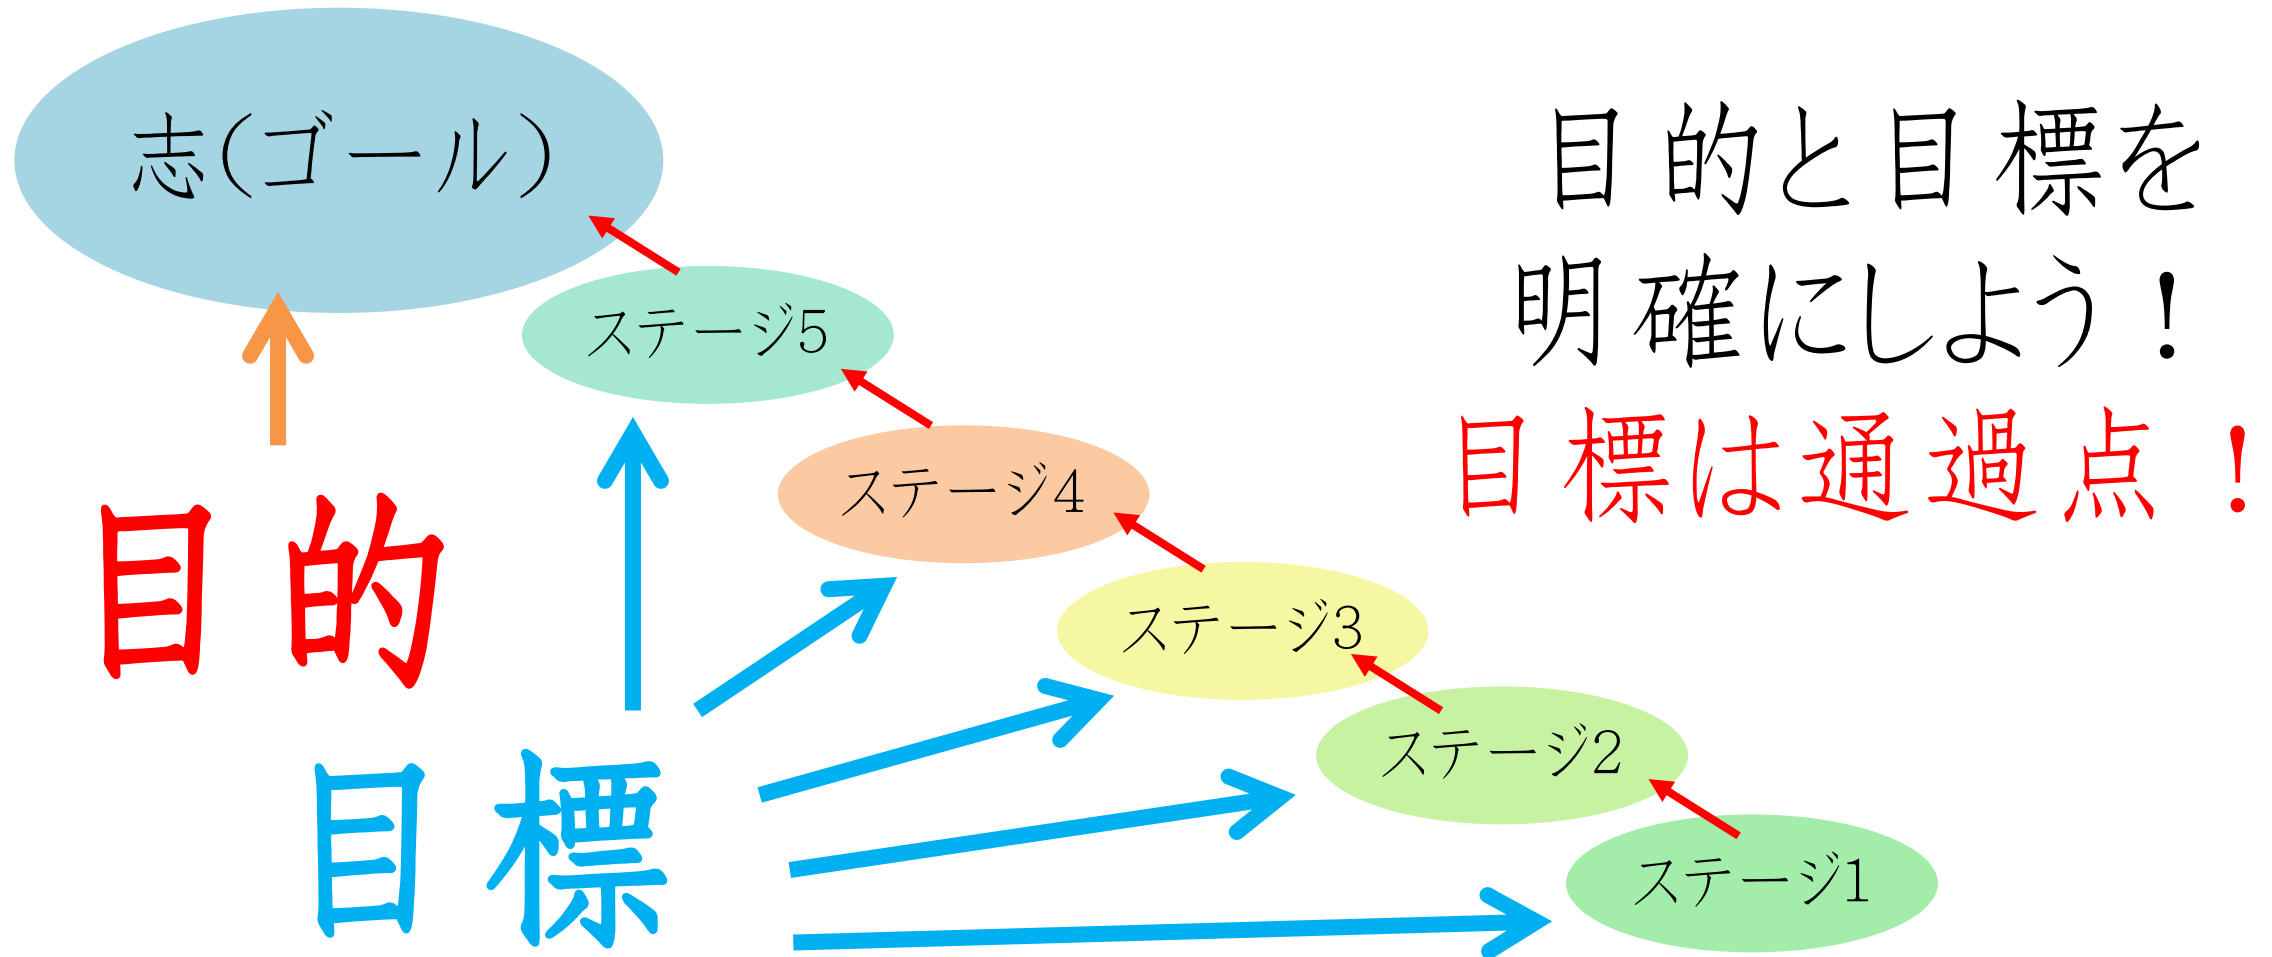 志(ゴール)
目的と目標を
明確にしよう！
目標は通過点！
ステージ5
ステージ4
ステージ3
ステージ2
ステージ1
目的
目標